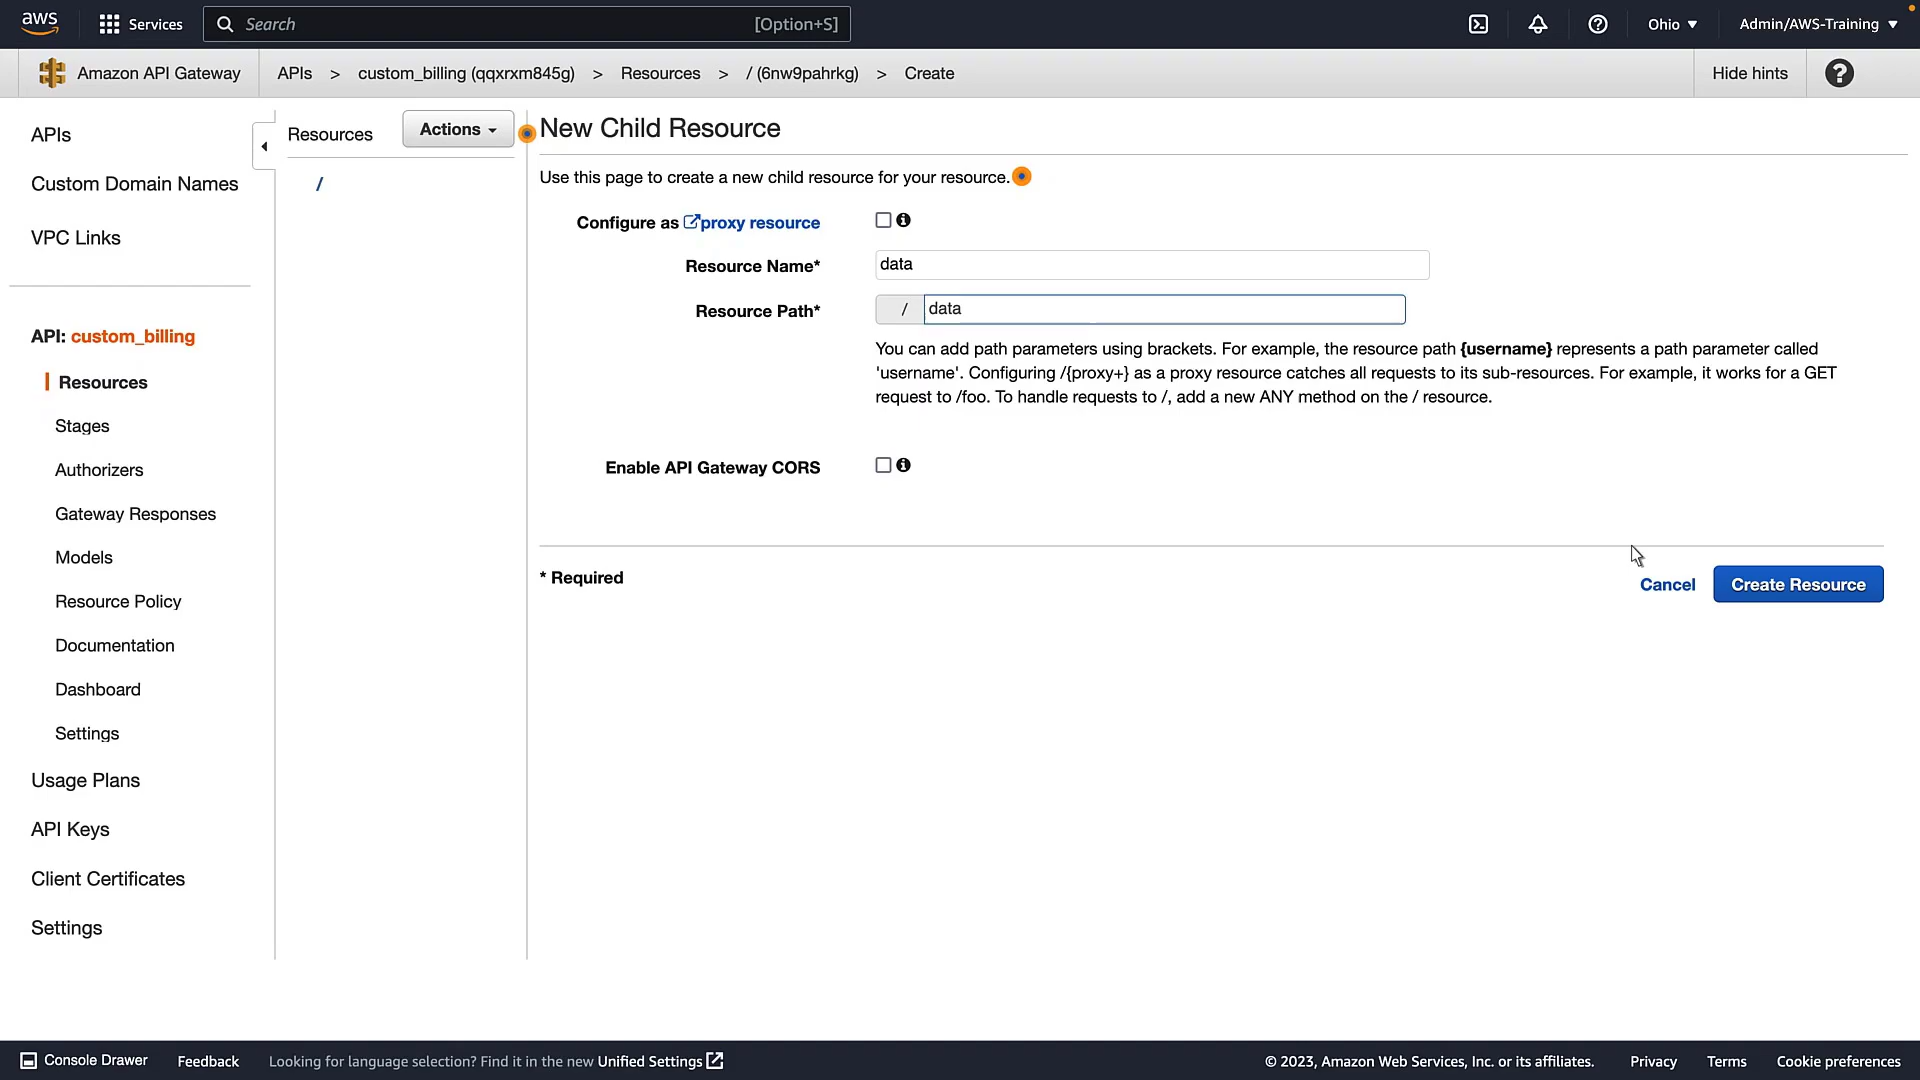 aws
Services
Search
[Option+S]
Ohio ▼
Admin/AWS-Training ▼
Amazon API Gateway
APIs > custom_billing (qqxrxm845g) > Resources > / (6nw9pahrkg) > Create
Hide hints
?
APIs
Custom Domain Names
VPC Links
API: custom_billing
Resources
Stages
Authorizers
Gateway Responses
Models
Resource Policy
Documentation
Dashboard
Settings
Usage Plans
API Keys
Client Certificates
Settings
Resources
Actions
/
New Child Resource
Use this page to create a new child resource for your resource.
Configure as proxy resource
Resource Name*
data
Resource Path*
/ data
You can add path parameters using brackets. For example, the resource path {username} represents a path parameter called
'username'. Configuring /{proxy+} as a proxy resource catches all requests to its sub-resources. For example, it works for a GET
request to /foo. To handle requests to /, add a new ANY method on the / resource.
Enable API Gateway CORS
* Required
Cancel
Create Resource
Console Drawer
Feedback
Looking for language selection? Find it in the new Unified Settings
© 2023, Amazon Web Services, Inc. or its affiliates.
Privacy
Terms
Cookie preferences